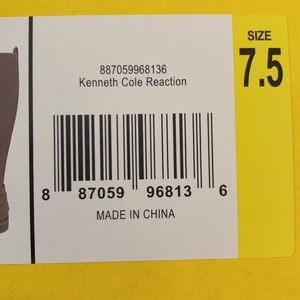 887059968136
Kenneth Cole Reaction
8 87059 96813 6
MADE IN CHINA
SIZE
7.5